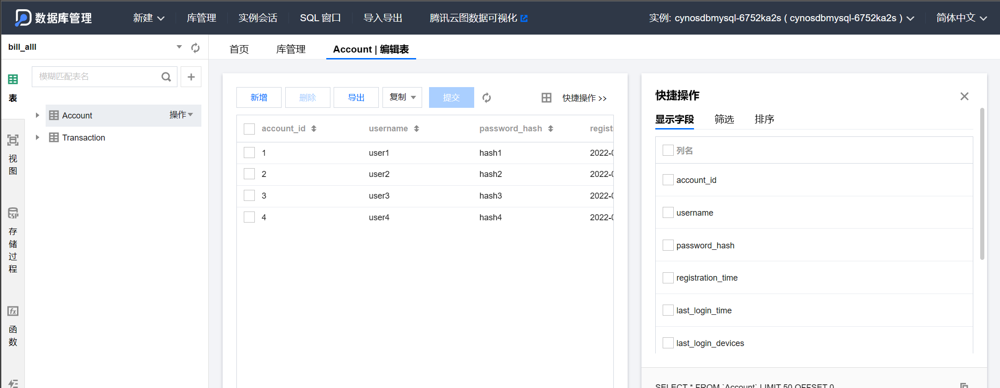 数据库管理
新建
库管理
实例会话
SQL 窗口
导入导出
腾讯云图数据可视化
实例: cynosdbmysql-6752ka2s ( cynosdbmysql-6752ka2s )
简体中文
bill_alll
首页
库管理
Account | 编辑表
表
视图
存储过程
函数
模糊匹配表名
Account
操作
Transaction
新增
删除
导出
复制
提交
快捷操作 >>
account_id username password_hash regist
1 user1 hash1 2022-0
2 user2 hash2 2022-0
3 user3 hash3 2022-0
4 user4 hash4 2022-0
快捷操作
显示字段
筛选
排序
列名
account_id
username
password_hash
registration_time
last_login_time
last_login_devices
SELECT * FROM `Account` LIMIT 50 OFFSET 0